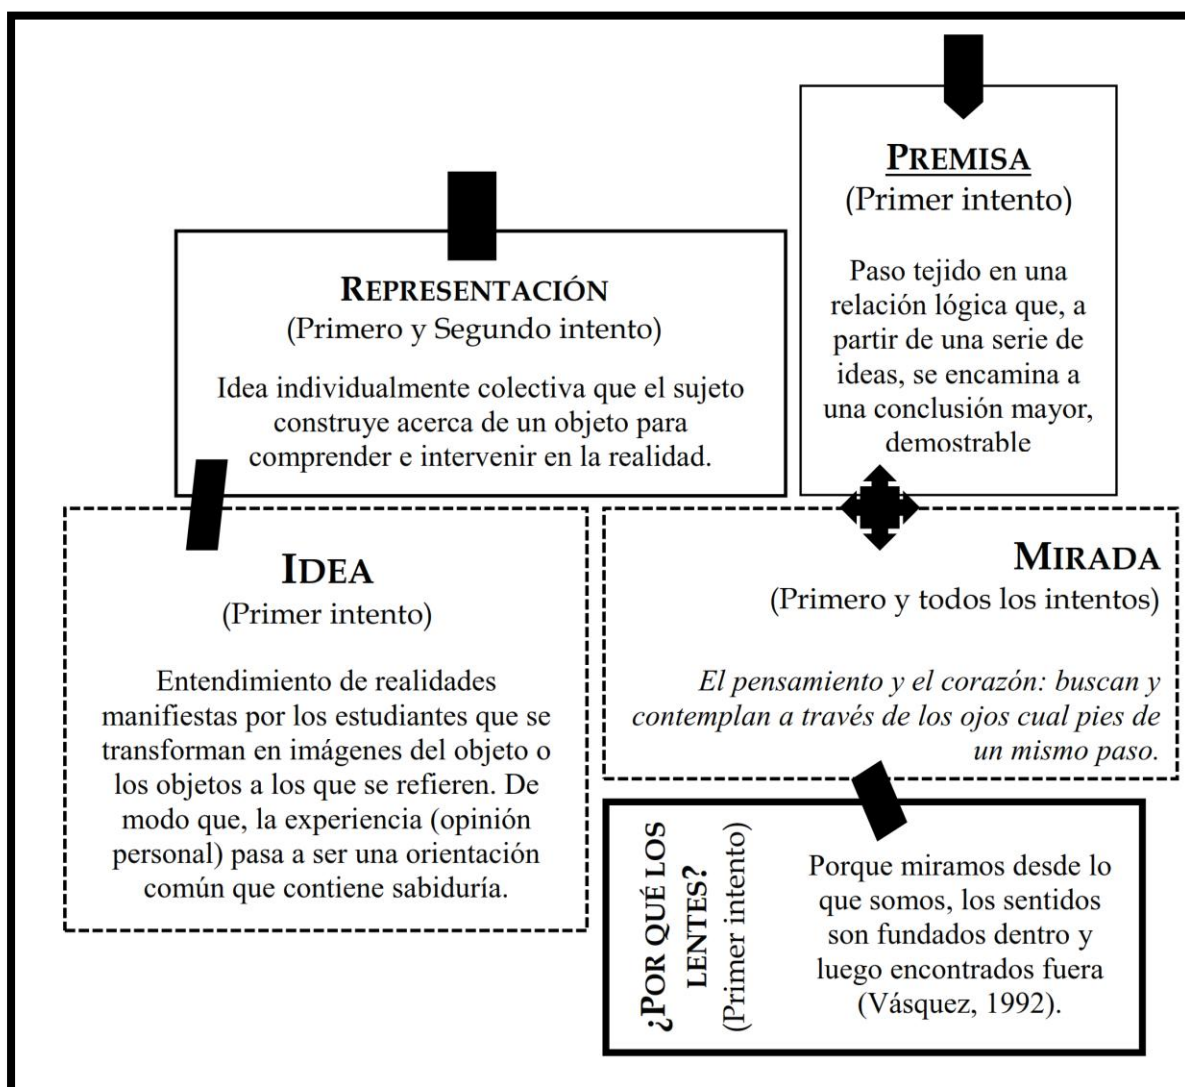 PREMISA
(Primer intento)
Paso tejido en una
relación lógica que, a
partir de una serie de
ideas, se encamina a
una conclusión mayor,
demostrable
REPRESENTACIÓN
(Primero y Segundo intento)
Idea individualmente colectiva que el sujeto
construye acerca de un objeto para
comprender e intervenir en la realidad.
IDEA
(Primer intento)
Entendimiento de realidades
manifiestas por los estudiantes que se
transforman en imágenes del objeto o
los objetos a los que se refieren. De
modo que, la experiencia (opinión
personal) pasa a ser una orientación
común que contiene sabiduría.
MIRADA
(Primero y todos los intentos)
El pensamiento y el corazón: buscan y
contemplan a través de los ojos cual pies de
un mismo paso.
¿POR QUÉ LOS
LENTES?
(Primer intento)
Porque miramos desde lo
que somos, los sentidos
son fundados dentro y
luego encontrados fuera
(Vásquez, 1992).